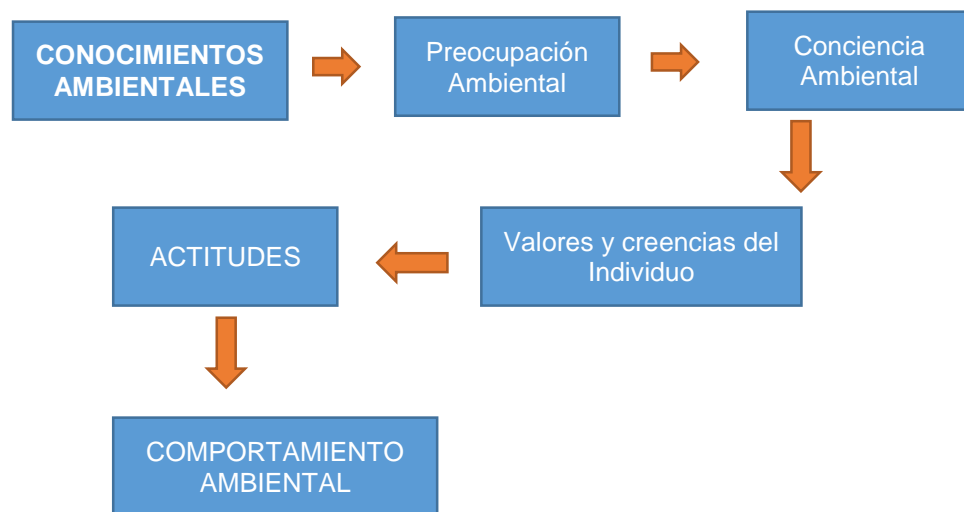 CONOCIMIENTOS
AMBIENTALES
Preocupación
Ambiental
Conciencia
Ambiental
Valores y creencias del
Individuo
ACTITUDES
COMPORTAMIENTO
AMBIENTAL